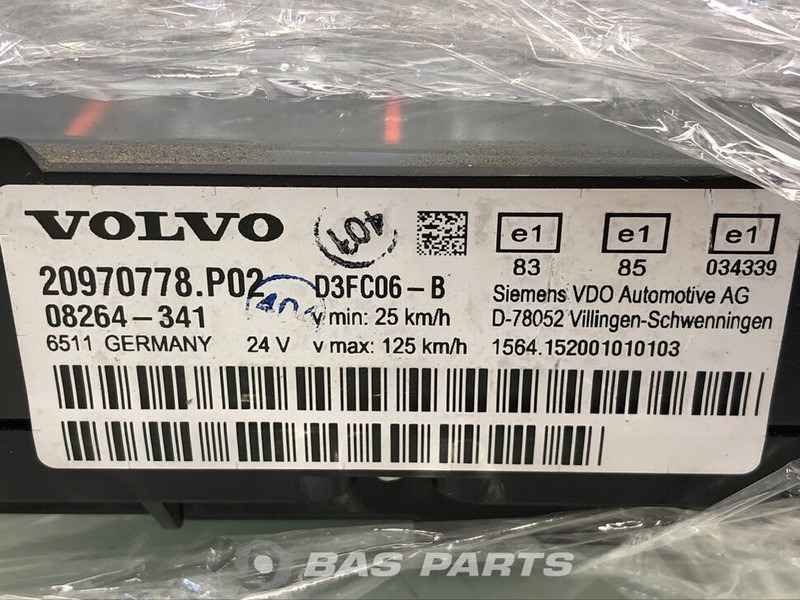 VOLVO
404
e1 e1 e1
83 85 034339
20970778.P02 D3FC06-B
Siemens VDO Automotive AG
08264-341 v min: 25 km/h
D-78052 Villingen-Schwenningen
6511 GERMANY 24 V v max: 125 km/h
1564.152001010103
BAS PARTS